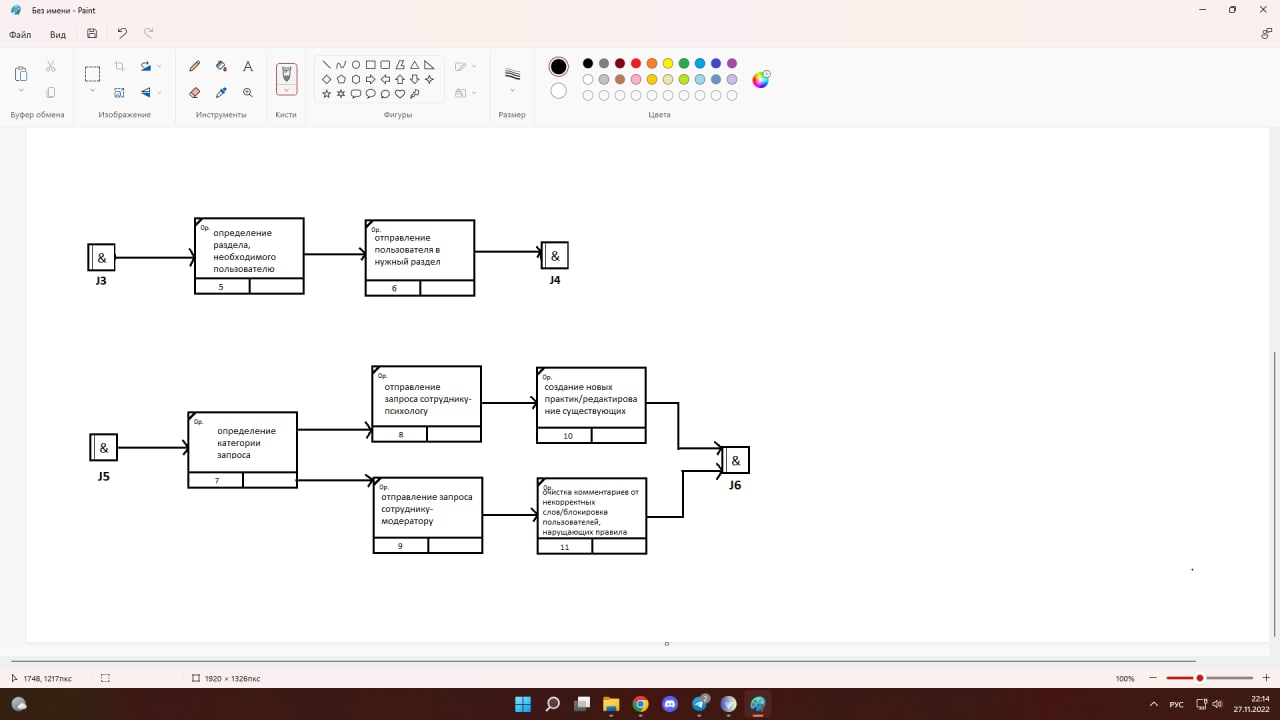 Без имени - Paint
Файл Вид
Буфер обмена
Изображение
Инструменты
Кисти
Фигуры
Размер
Цвета
&
J3
0р.
определение
раздела,
необходимого
пользователю
5
0р.
отправление
пользователя в
нужный раздел
6
&
J4
&
J5
0р.
определение
категории
запроса
7
0р.
отправление
запроса сотруднику-
психологу
8
0р.
создание новых
практик/редактирова
ние существующих
10
0р.
отправление запроса
сотруднику-
модератору
9
0р.
очистка комментариев от
некорректных
слов/блокировка
пользователей,
нарущающих правила
11
&
J6
1748, 1217пкс
1920 × 1326пкс
100%
2
РУС
22:14
27.11.2022